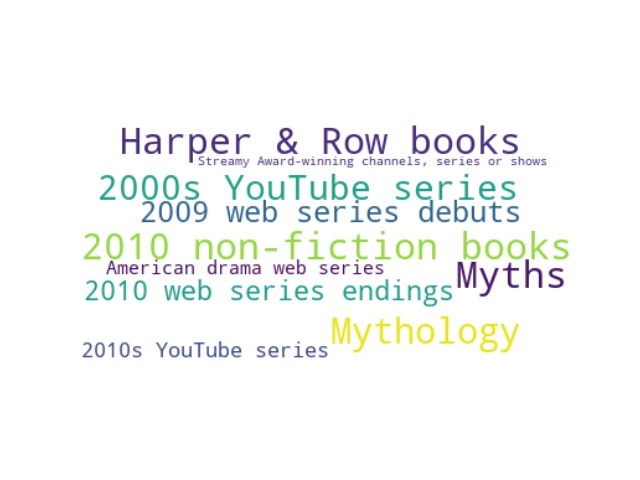 Harper & Row books
Streamy Award-winning channels, series or shows
2000s YouTube series
2009 web series debuts
2010 non-fiction books
American drama web series
Myths
2010 web series endings
Mythology
2010s YouTube series